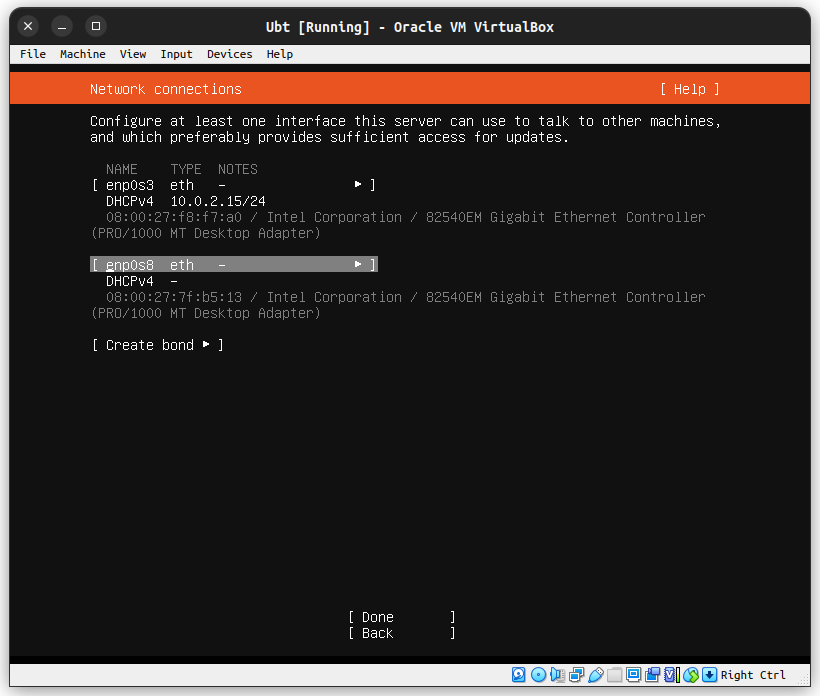 Ubt [Running] - Oracle VM VirtualBox
File Machine View Input Devices Help
Network connections [ Help ]
Configure at least one interface this server can use to talk to other machines,
and which preferably provides sufficient access for updates.
NAME TYPE NOTES
[ enp0s3 eth - ▸ ]
DHCPv4 10.0.2.15/24
08:00:27:f8:f7:a0 / Intel Corporation / 82540EM Gigabit Ethernet Controller
(PRO/1000 MT Desktop Adapter)
[ enp0s8 eth - ▸ ]
DHCPv4 -
08:00:27:7f:b5:13 / Intel Corporation / 82540EM Gigabit Ethernet Controller
(PRO/1000 MT Desktop Adapter)
[ Create bond ▸ ]
[ Done ]
[ Back ]
Right Ctrl